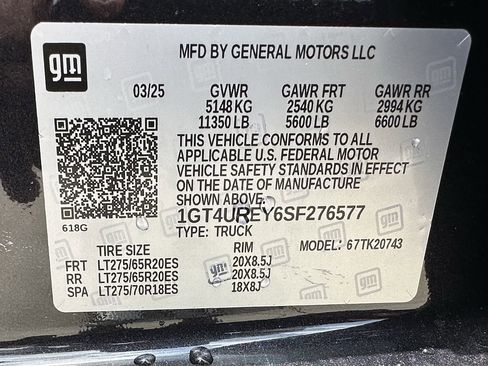 gm
MFD BY GENERAL MOTORS LLC
03/25 GVWR GAWR FRT GAWR RR
5148 KG 2540 KG 2994 KG
11350 LB 5600 LB 6600 LB
THIS VEHICLE CONFORMS TO ALL
APPLICABLE U.S. FEDERAL MOTOR
VEHICLE SAFETY STANDARDS IN EFFECT
ON THE DATE OF MANUFACTURE
SHOWN ABOVE.
618G 1GT4UREY6SF276577
TYPE: TRUCK
TIRE SIZE RIM MODEL: 67TK20743
FRT LT275/65R20ES 20X8.5J
RR LT275/65R20ES 20X8.5J
SPA LT275/70R18ES 18X8J
gm